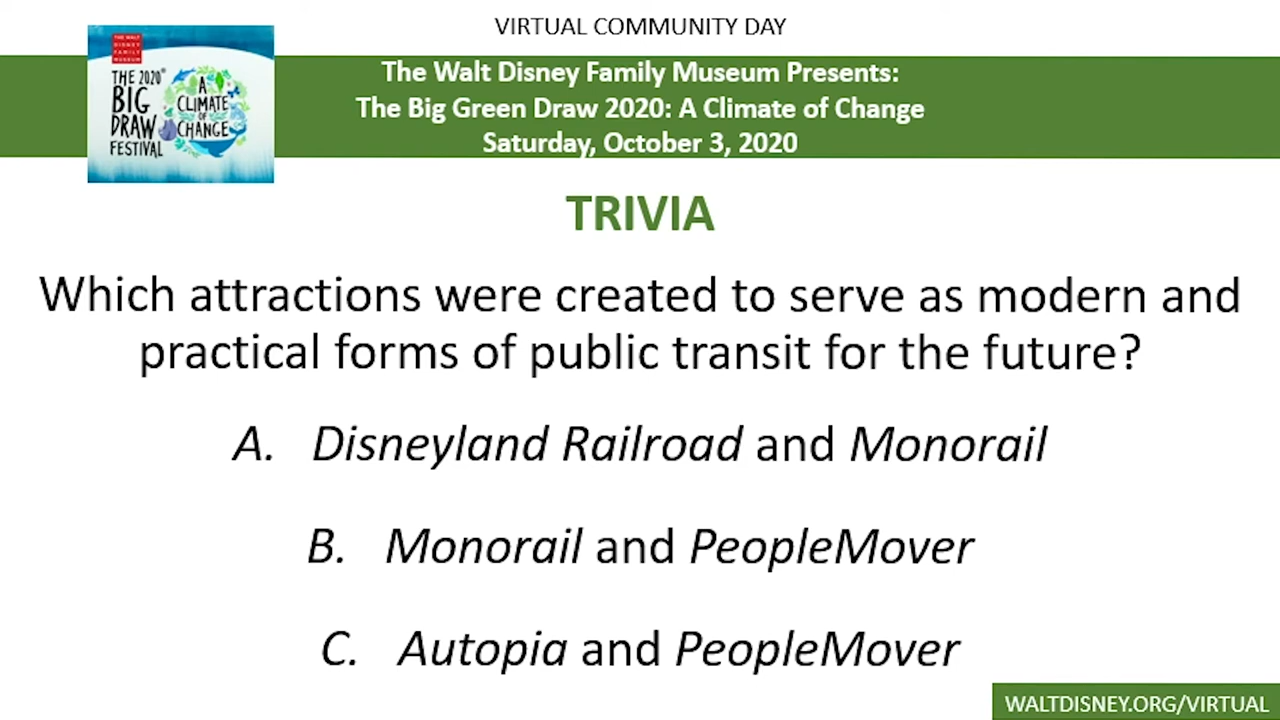 VIRTUAL COMMUNITY DAY
The Walt Disney Family Museum Presents:
The Big Green Draw 2020: A Climate of Change
Saturday, October 3, 2020
THE WALT
DISNEY
FAMILY
MUSEUM
THE 2020
BIG
DRAW
FESTIVAL
A
CLIMATE
OF
CHANGE
TRIVIA
Which attractions were created to serve as modern and
practical forms of public transit for the future?
A. Disneyland Railroad and Monorail
B. Monorail and PeopleMover
C. Autopia and PeopleMover
WALTDISNEY.ORG/VIRTUAL